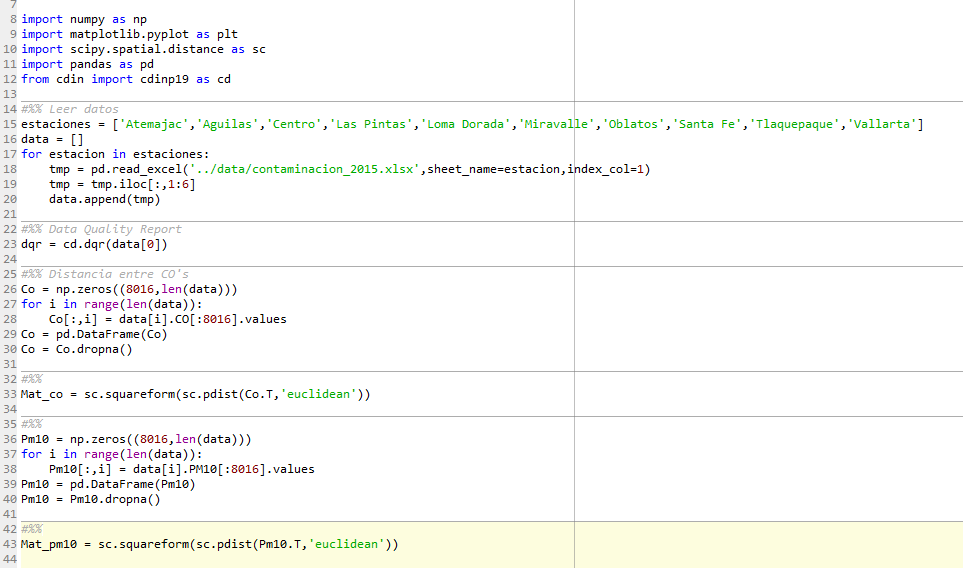 7
8 import numpy as np
9 import matplotlib.pyplot as plt
10 import scipy.spatial.distance as sc
11 import pandas as pd
12 from cdin import cdinp19 as cd
13
14 #%% Leer datos
15 estaciones = ['Atemajac','Aguilas','Centro','Las Pintas','Loma Dorada','Miravalle','Oblatos','Santa Fe','Tlaquepaque','Vallarta']
16 data = []
17 for estacion in estaciones:
18     tmp = pd.read_excel('../data/contaminacion_2015.xlsx',sheet_name=estacion,index_col=1)
19     tmp = tmp.iloc[:,1:6]
20     data.append(tmp)
21
22 #%% Data Quality Report
23 dqr = cd.dqr(data[0])
24
25 #%% Distancia entre CO's
26 Co = np.zeros((8016,len(data)))
27 for i in range(len(data)):
28     Co[:,i] = data[i].CO[:8016].values
29 Co = pd.DataFrame(Co)
30 Co = Co.dropna()
31
32 #%%
33 Mat_co = sc.squareform(sc.pdist(Co.T,'euclidean'))
34
35 #%%
36 Pm10 = np.zeros((8016,len(data)))
37 for i in range(len(data)):
38     Pm10[:,i] = data[i].PM10[:8016].values
39 Pm10 = pd.DataFrame(Pm10)
40 Pm10 = Pm10.dropna()
41
42 #%%
43 Mat_pm10 = sc.squareform(sc.pdist(Pm10.T,'euclidean'))
44